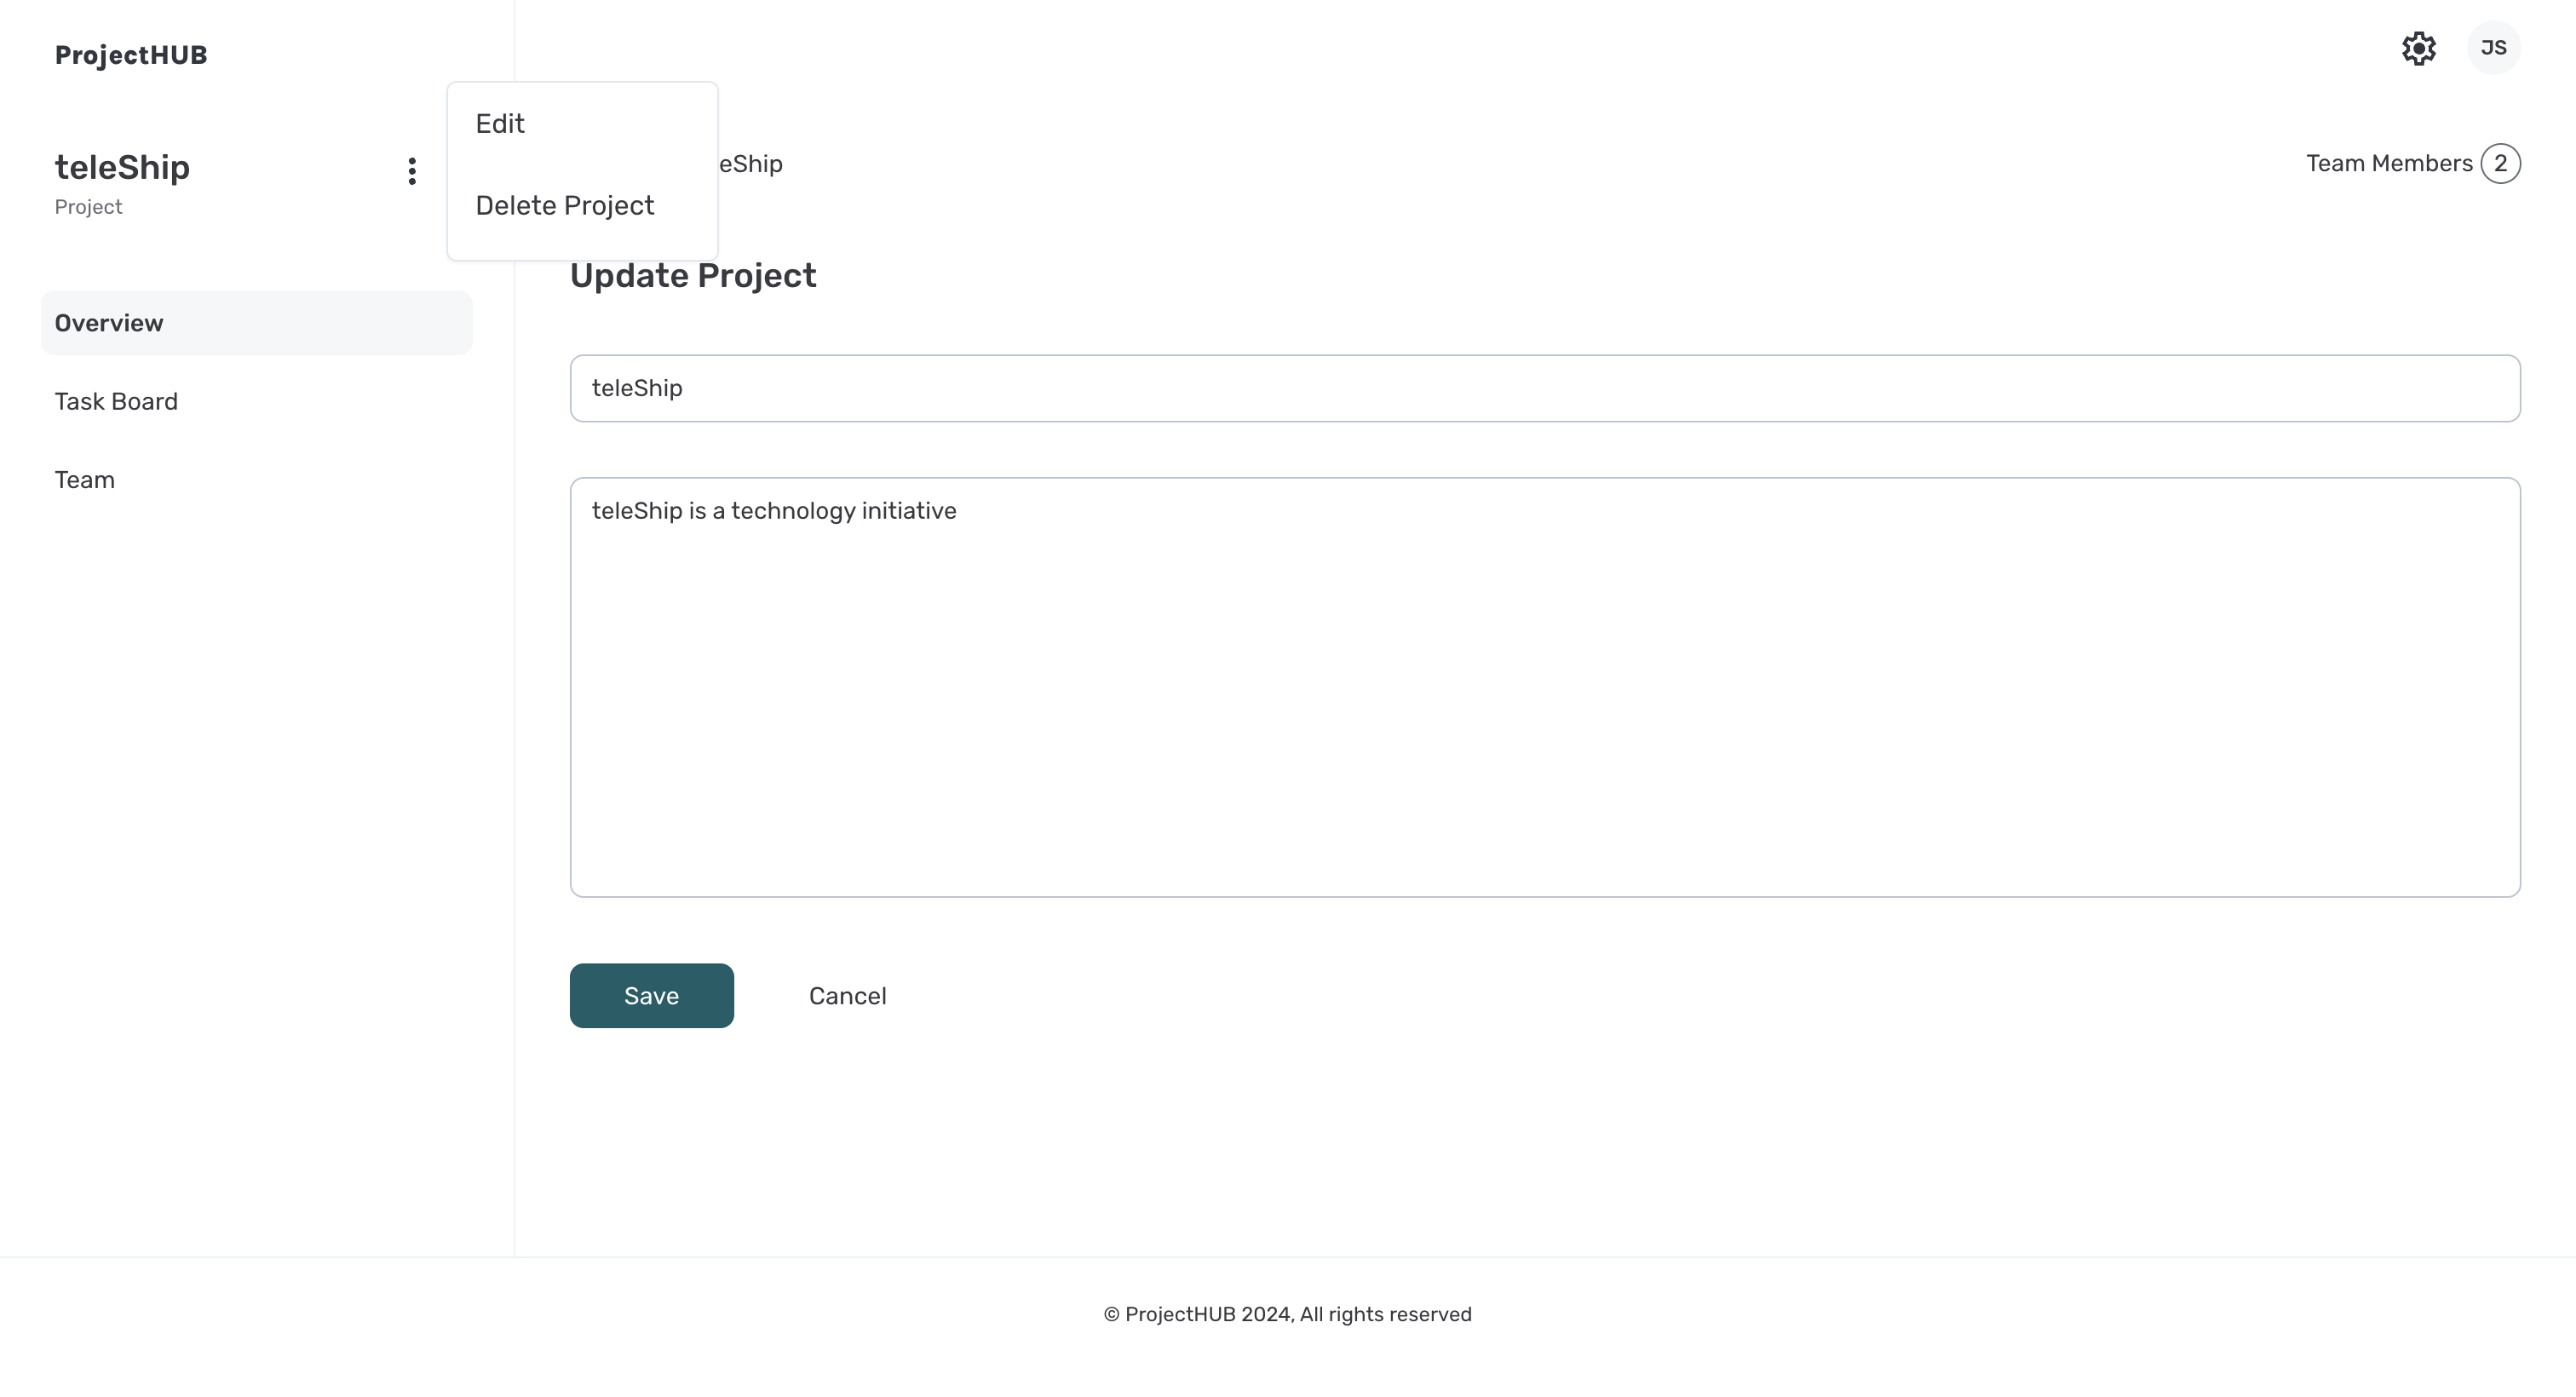 ProjectHUB
JS
teleShip
Project
Edit
Delete Project
eShip
Team Members 2
Overview
Task Board
Team
Update Project
teleShip
teleShip is a technology initiative
Save
Cancel
© ProjectHUB 2024, All rights reserved